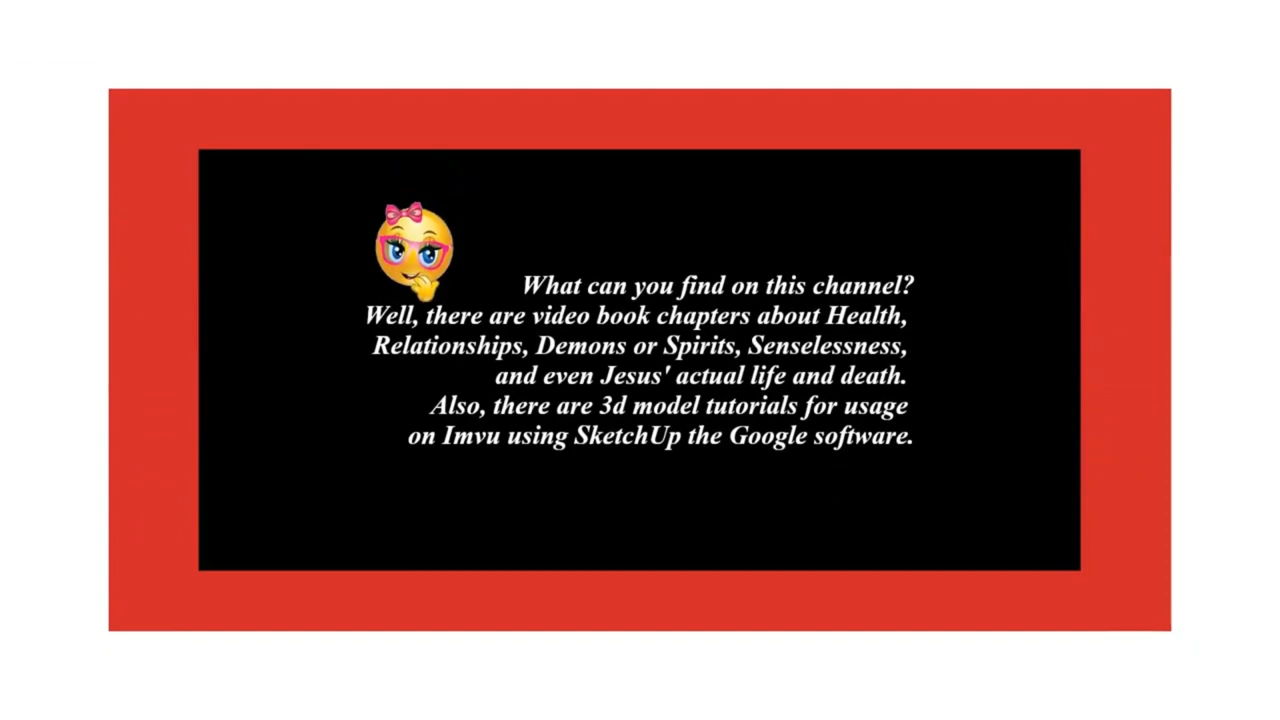 What can you find on this channel?
Well, there are video book chapters about Health,
Relationships, Demons or Spirits, Senselessness,
and even Jesus' actual life and death.
Also, there are 3d model tutorials for usage
on Imvu using SketchUp the Google software.